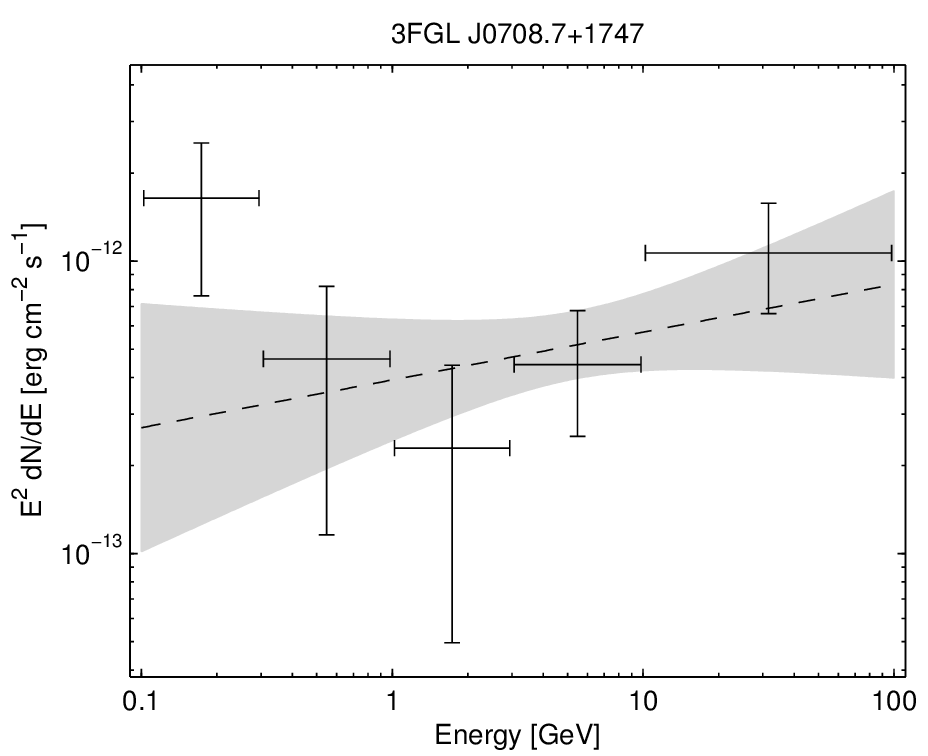 3FGL J0708.7+1747
E² dN/dE [erg cm⁻² s⁻¹]
10⁻¹²
10⁻¹³
0.1 1 10 100
Energy [GeV]